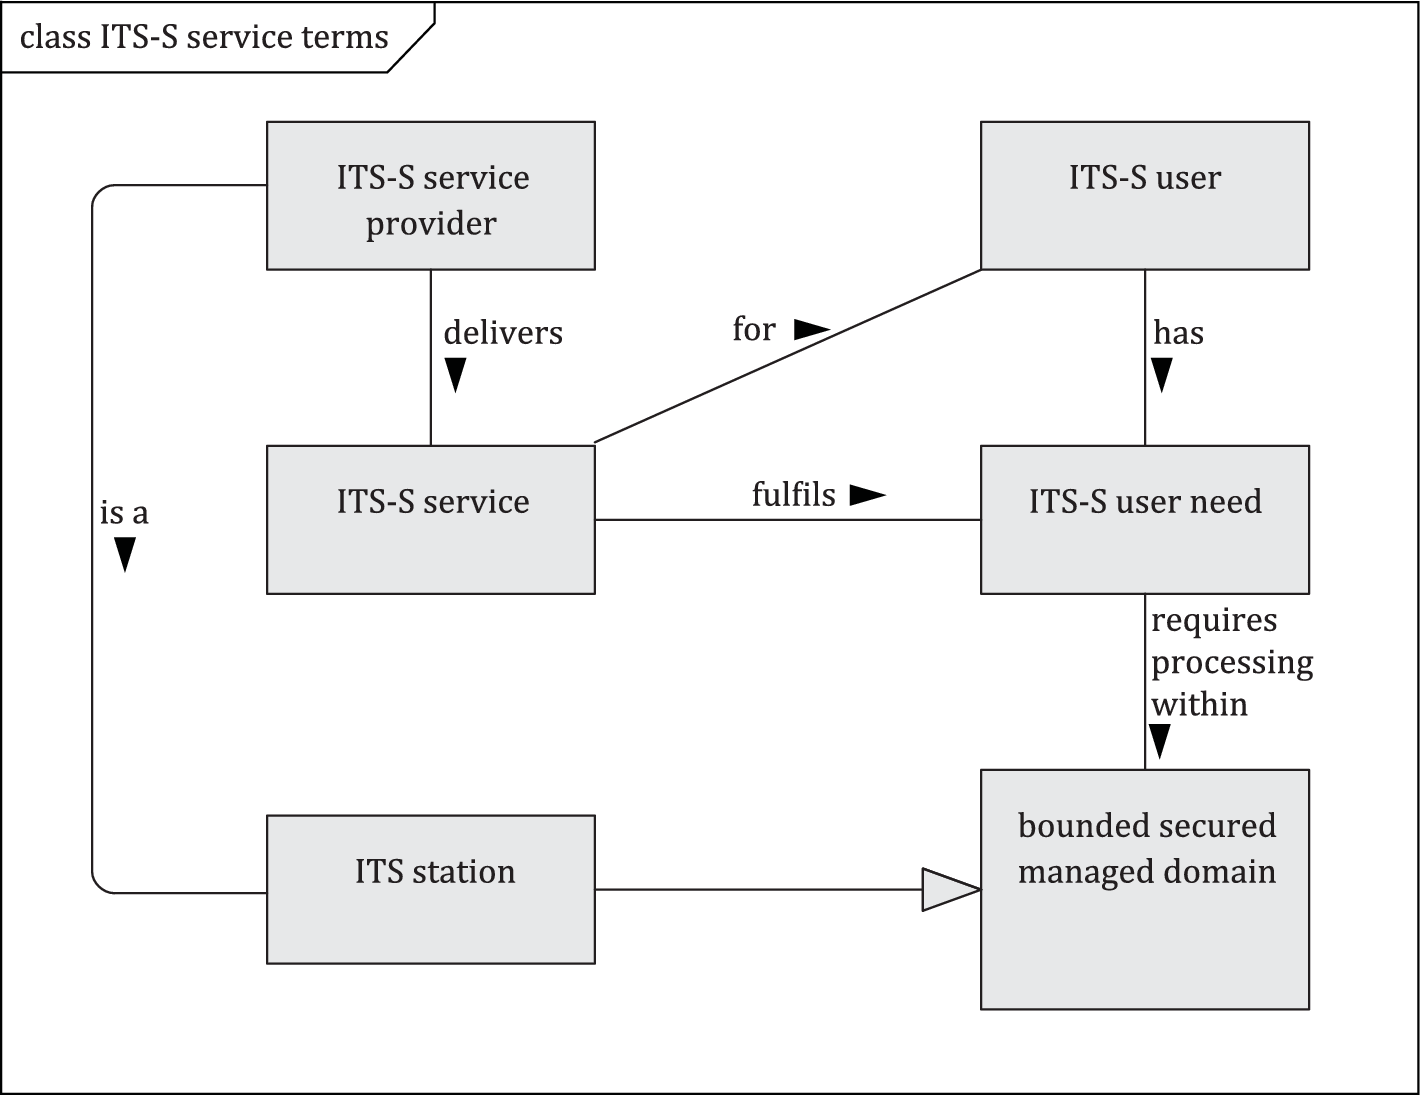 class ITS-S service terms
ITS-S service
provider
ITS-S user
delivers
for
has
ITS-S service
fulfils
ITS-S user need
is a
requires
processing
within
ITS station
bounded secured
managed domain